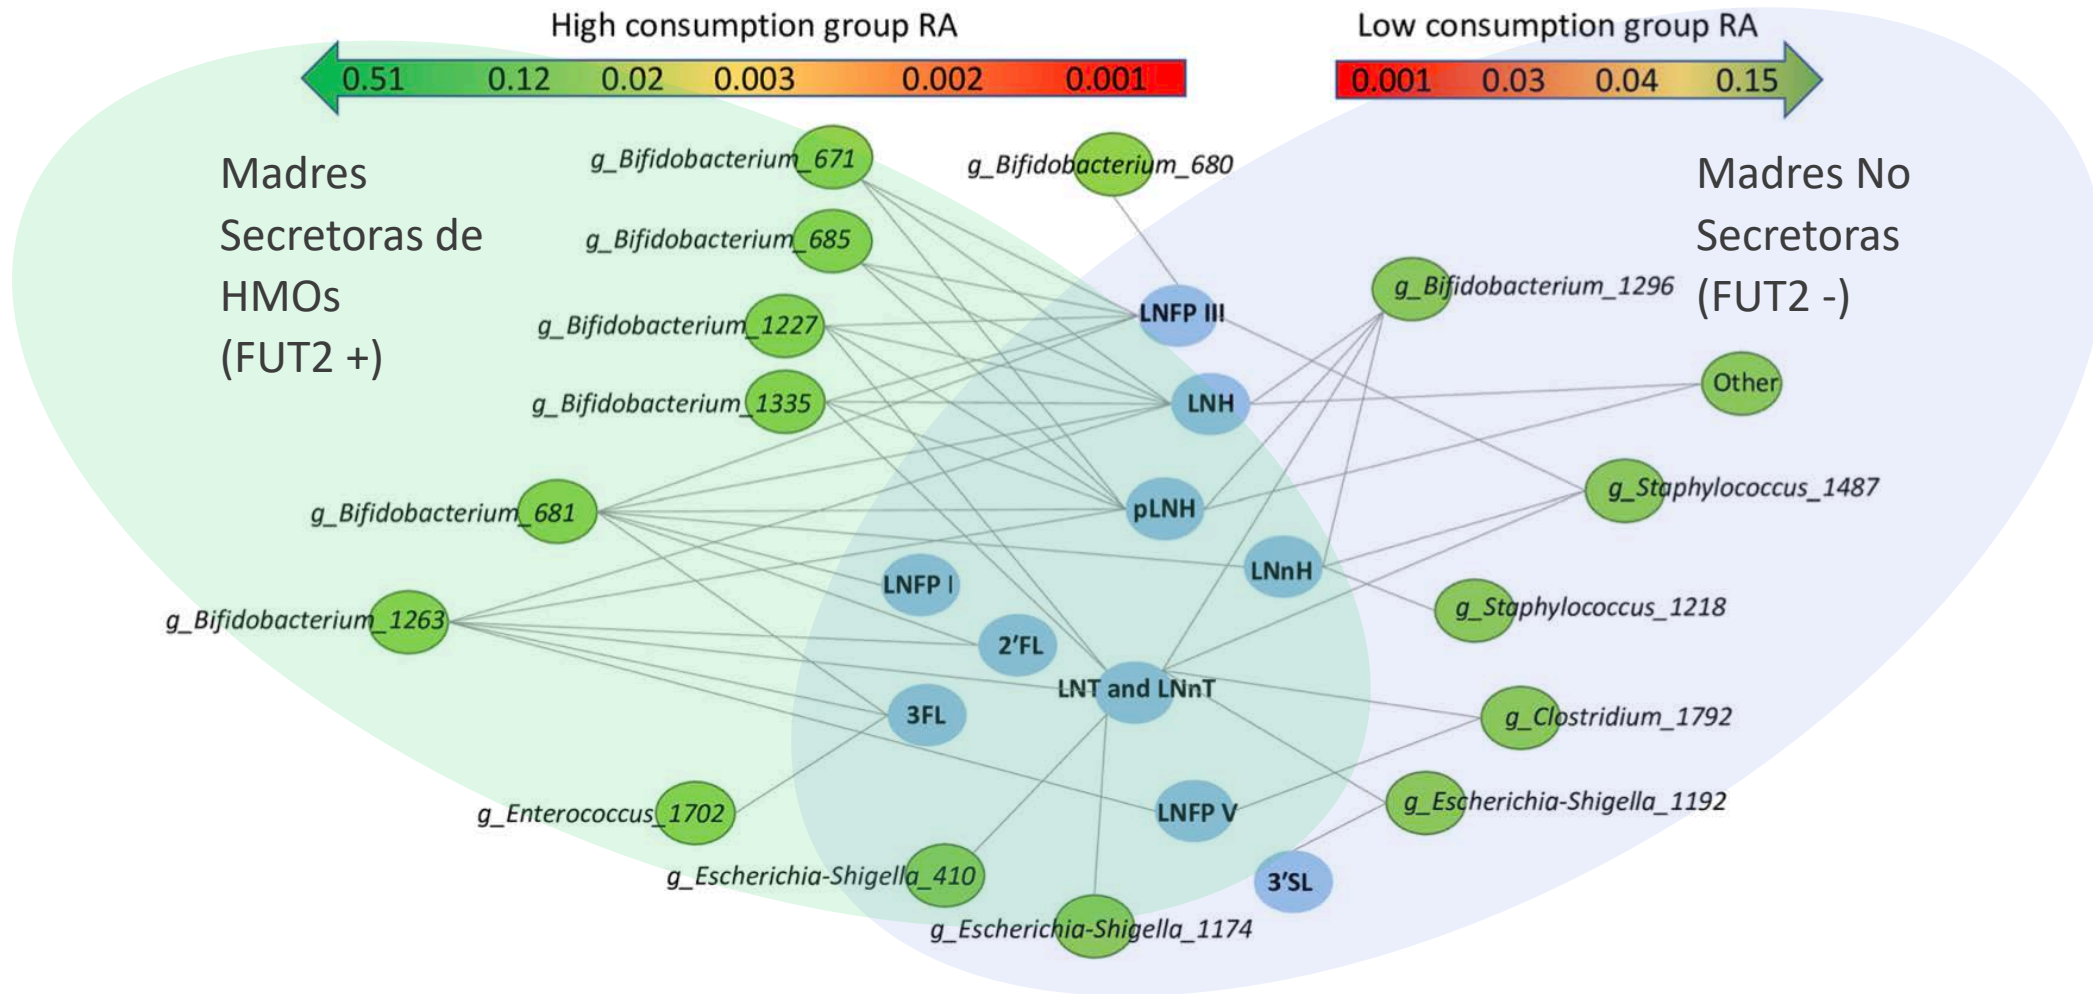 High consumption group RA
Low consumption group RA
0.51 0.12 0.02 0.003 0.002 0.001
0.001 0.03 0.04 0.15
Madres
Secretoras de
HMOs
(FUT2 +)
Madres No
Secretoras
(FUT2 -)
g_Bifidobacterium_671
g_Bifidobacterium_680
g_Bifidobacterium_685
g_Bifidobacterium_1296
LNFP III
g_Bifidobacterium_1227
Other
g_Bifidobacterium_1335
LNH
g_Staphylococcus_1487
g_Bifidobacterium_681
pLNH
LNFP I
LNnH
g_Staphylococcus_1218
g_Bifidobacterium_1263
2'FL
LNT and LNnT
3FL
g_Clostridium_1792
g_Escherichia-Shigella_1192
g_Enterococcus_1702
LNFP V
g_Escherichia-Shigella_410
3'SL
g_Escherichia-Shigella_1174